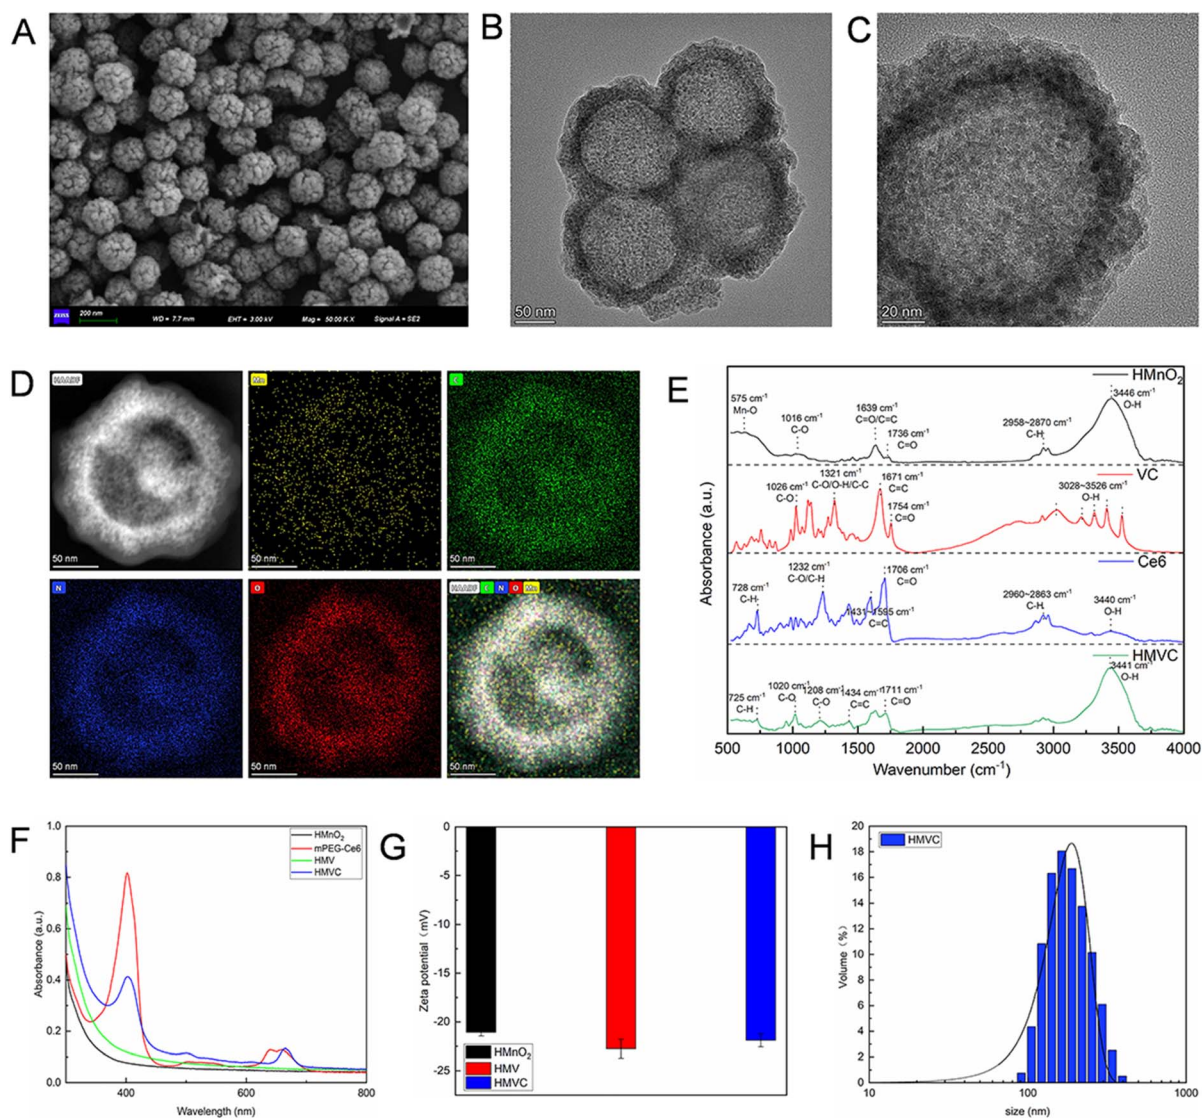 A
ZEISS
200 nm
WD = 7.7 mm
EHT = 3.00 kV
Mag = 50.00 K X
Signal A = SE2
B
50 nm
C
20 nm
D
HAADF
50 nm
Mn
50 nm
C
50 nm
N
50 nm
O
50 nm
HAADF C N O Mn
50 nm
E
Absorbance (a.u.)
HMnO₂
575 cm⁻¹
Mn-O
1016 cm⁻¹
C-O
1639 cm⁻¹
C=O/C=C
1736 cm⁻¹
C=O
2958~2870 cm⁻¹
C-H
3446 cm⁻¹
O-H
VC
1026 cm⁻¹
C-O
1321 cm⁻¹
C-O/O-H/C-C
1671 cm⁻¹
C=C
1754 cm⁻¹
C=O
3028~3526 cm⁻¹
O-H
Ce6
728 cm⁻¹
C-H
1232 cm⁻¹
C-O/C-H
1431~1595 cm⁻¹
C=C
1706 cm⁻¹
C=O
2960~2863 cm⁻¹
C-H
3440 cm⁻¹
O-H
HMVC
725 cm⁻¹
C-H
1020 cm⁻¹
C-O
1208 cm⁻¹
C-O
1434 cm⁻¹
C=C
1711 cm⁻¹
C=O
3441 cm⁻¹
O-H
500 1000 1500 2000 2500 3000 3500 4000
Wavenumber (cm⁻¹)
F
Absorbance (a.u.)
1.0
0.8
0.6
0.4
0.2
0.0
HMnO₂
mPEG-Ce6
HMV
HMVC
400 600 800
Wavelength (nm)
G
Zeta potential (mV)
0
-5
-10
-15
-20
-25
HMnO₂
HMV
HMVC
H
Volume (%)
20
18
16
14
12
10
8
6
4
2
0
HMVC
10 100 1000
size (nm)